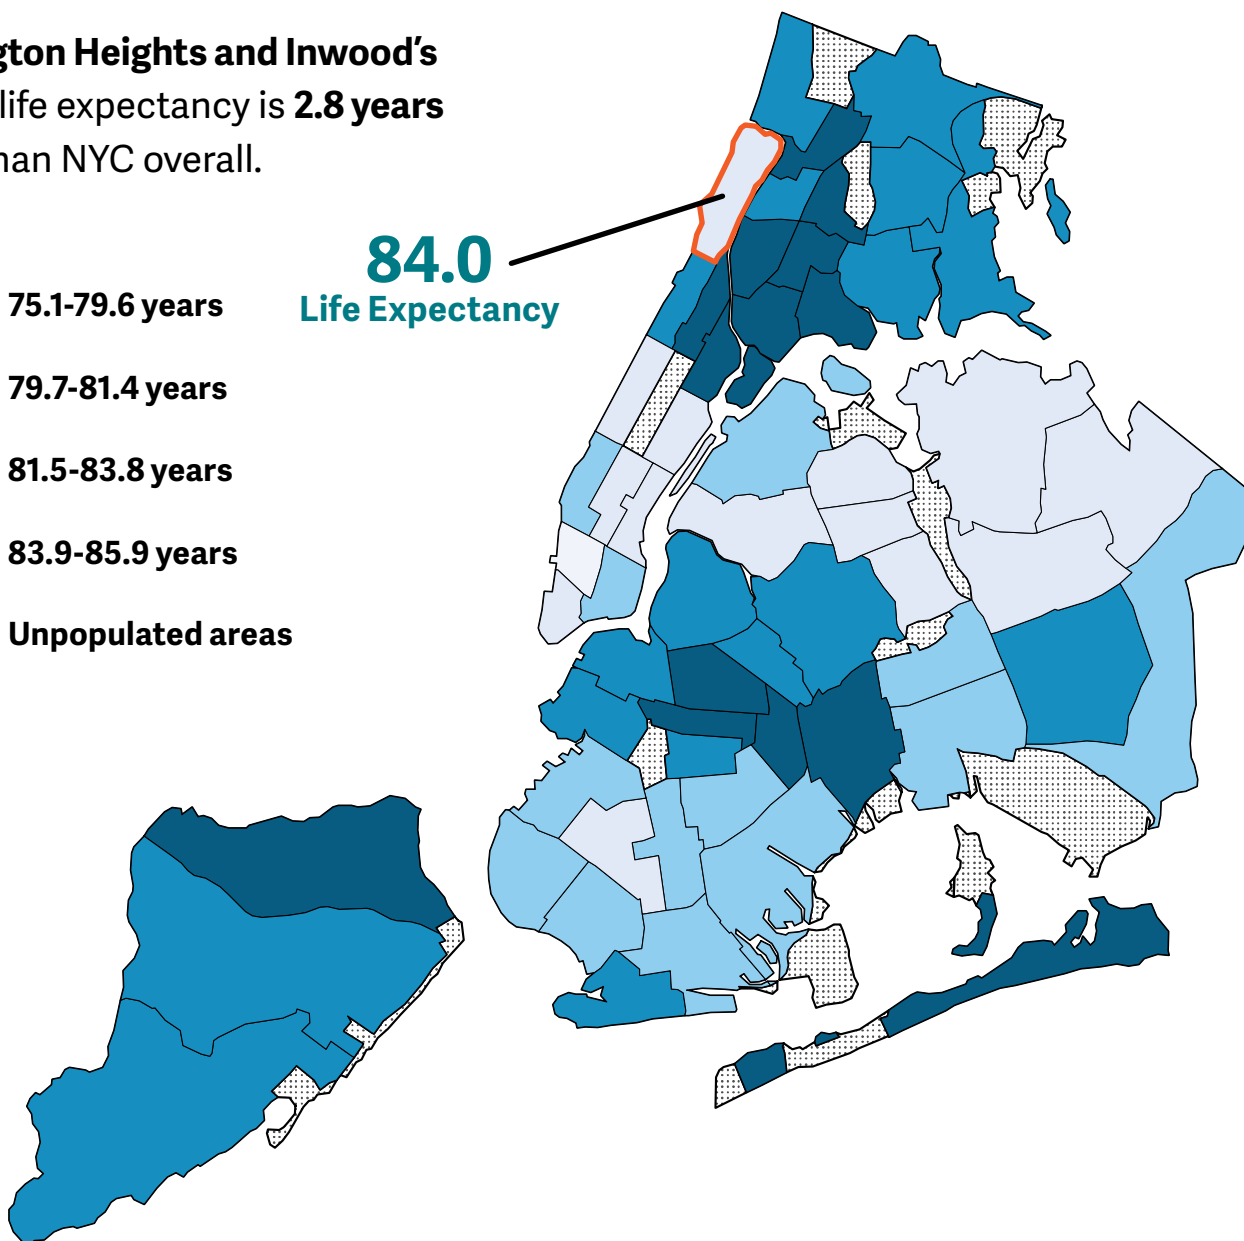 gton Heights and Inwood's
life expectancy is 2.8 years
han NYC overall.
84.0
Life Expectancy
75.1-79.6 years
79.7-81.4 years
81.5-83.8 years
83.9-85.9 years
Unpopulated areas